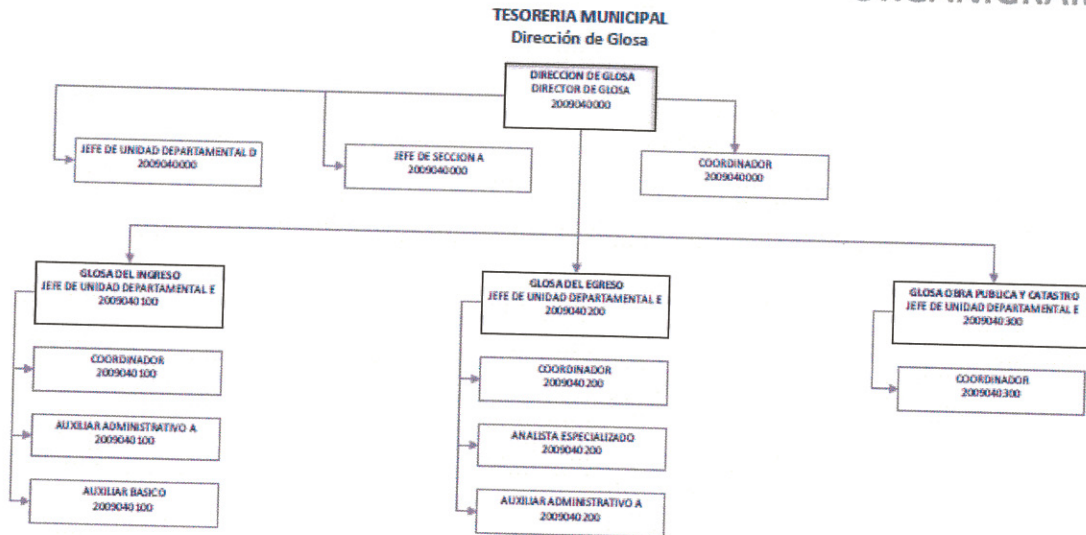 TESORERIA MUNICIPAL
Dirección de Glosa
DIRECCION DE GLOSA
DIRECTOR DE GLOSA
2009040000
JEFE DE UNIDAD DEPARTAMENTAL D
2009040000
JEFE DE SECCION A
2009040000
COORDINADOR
2009040000
GLOSA DEL INGRESO
JEFE DE UNIDAD DEPARTAMENTAL E
2009040100
COORDINADOR
2009040100
AUXILIAR ADMINISTRATIVO A
2009040100
AUXILIAR BASICO
2009040100
GLOSA DEL EGRESO
JEFE DE UNIDAD DEPARTAMENTAL E
2009040200
COORDINADOR
2009040200
ANALISTA ESPECIALIZADO
2009040200
AUXILIAR ADMINISTRATIVO A
2009040200
GLOSA OBRA PUBLICA Y CATASTRO
JEFE DE UNIDAD DEPARTAMENTAL E
2009040300
COORDINADOR
2009040300